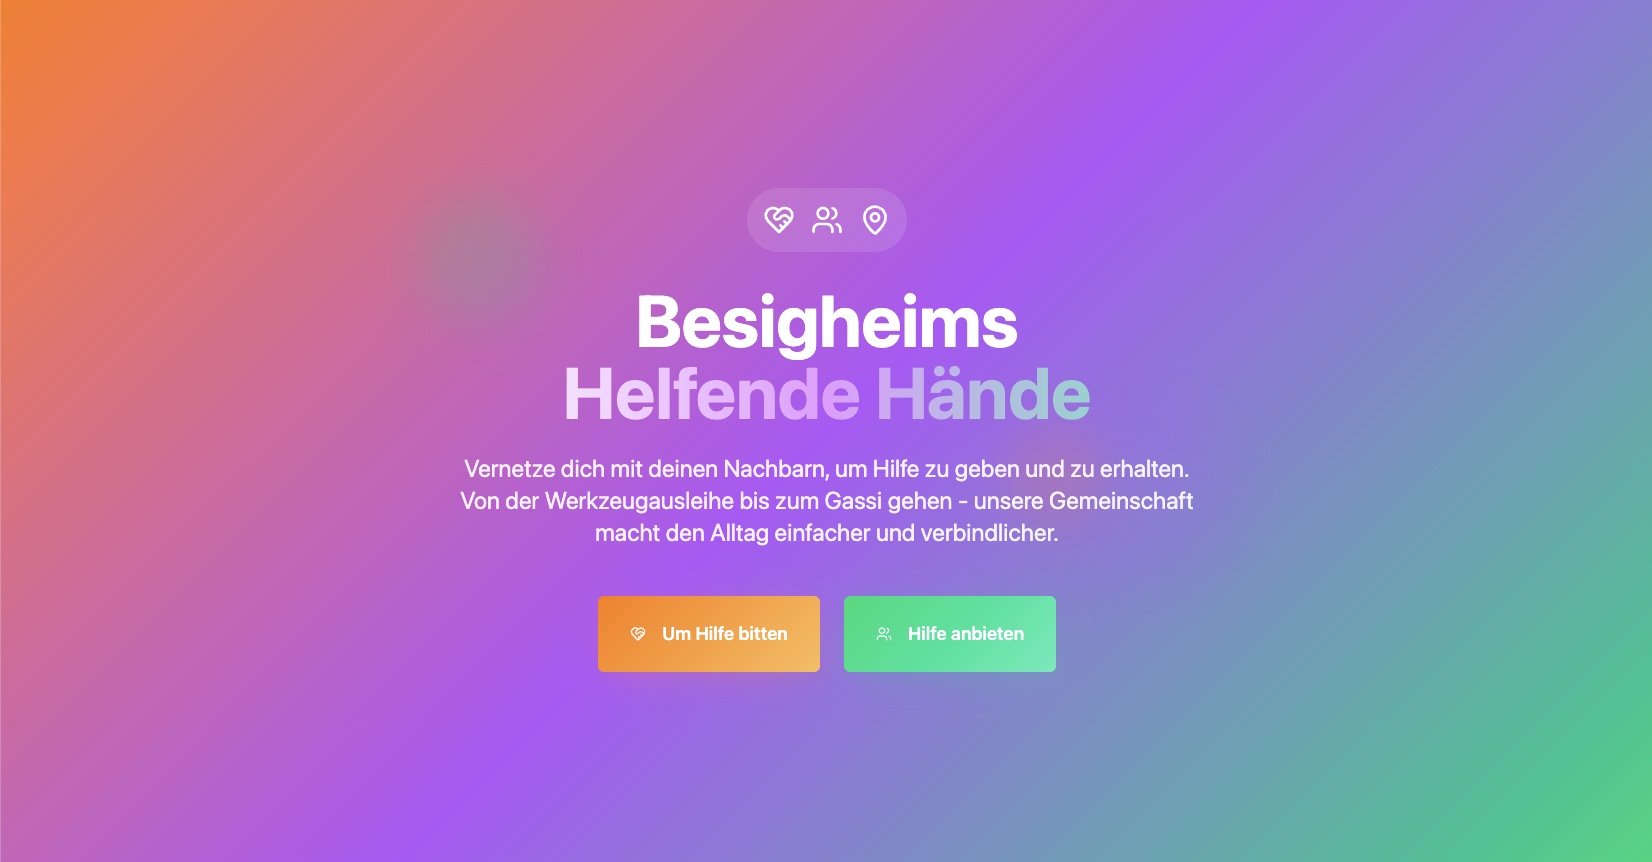 Besigheims
Helfende Hände
Vernetze dich mit deinen Nachbarn, um Hilfe zu geben und zu erhalten.
Von der Werkzeugausleihe bis zum Gassi gehen - unsere Gemeinschaft
macht den Alltag einfacher und verbindlicher.
Um Hilfe bitten
Hilfe anbieten